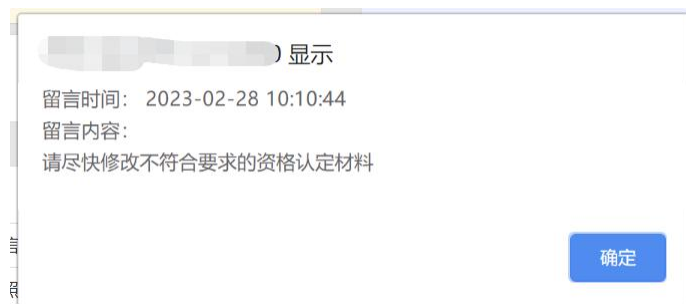 显示
留言时间： 2023-02-28 10:10:44
留言内容：
请尽快修改不符合要求的资格认定材料
确定